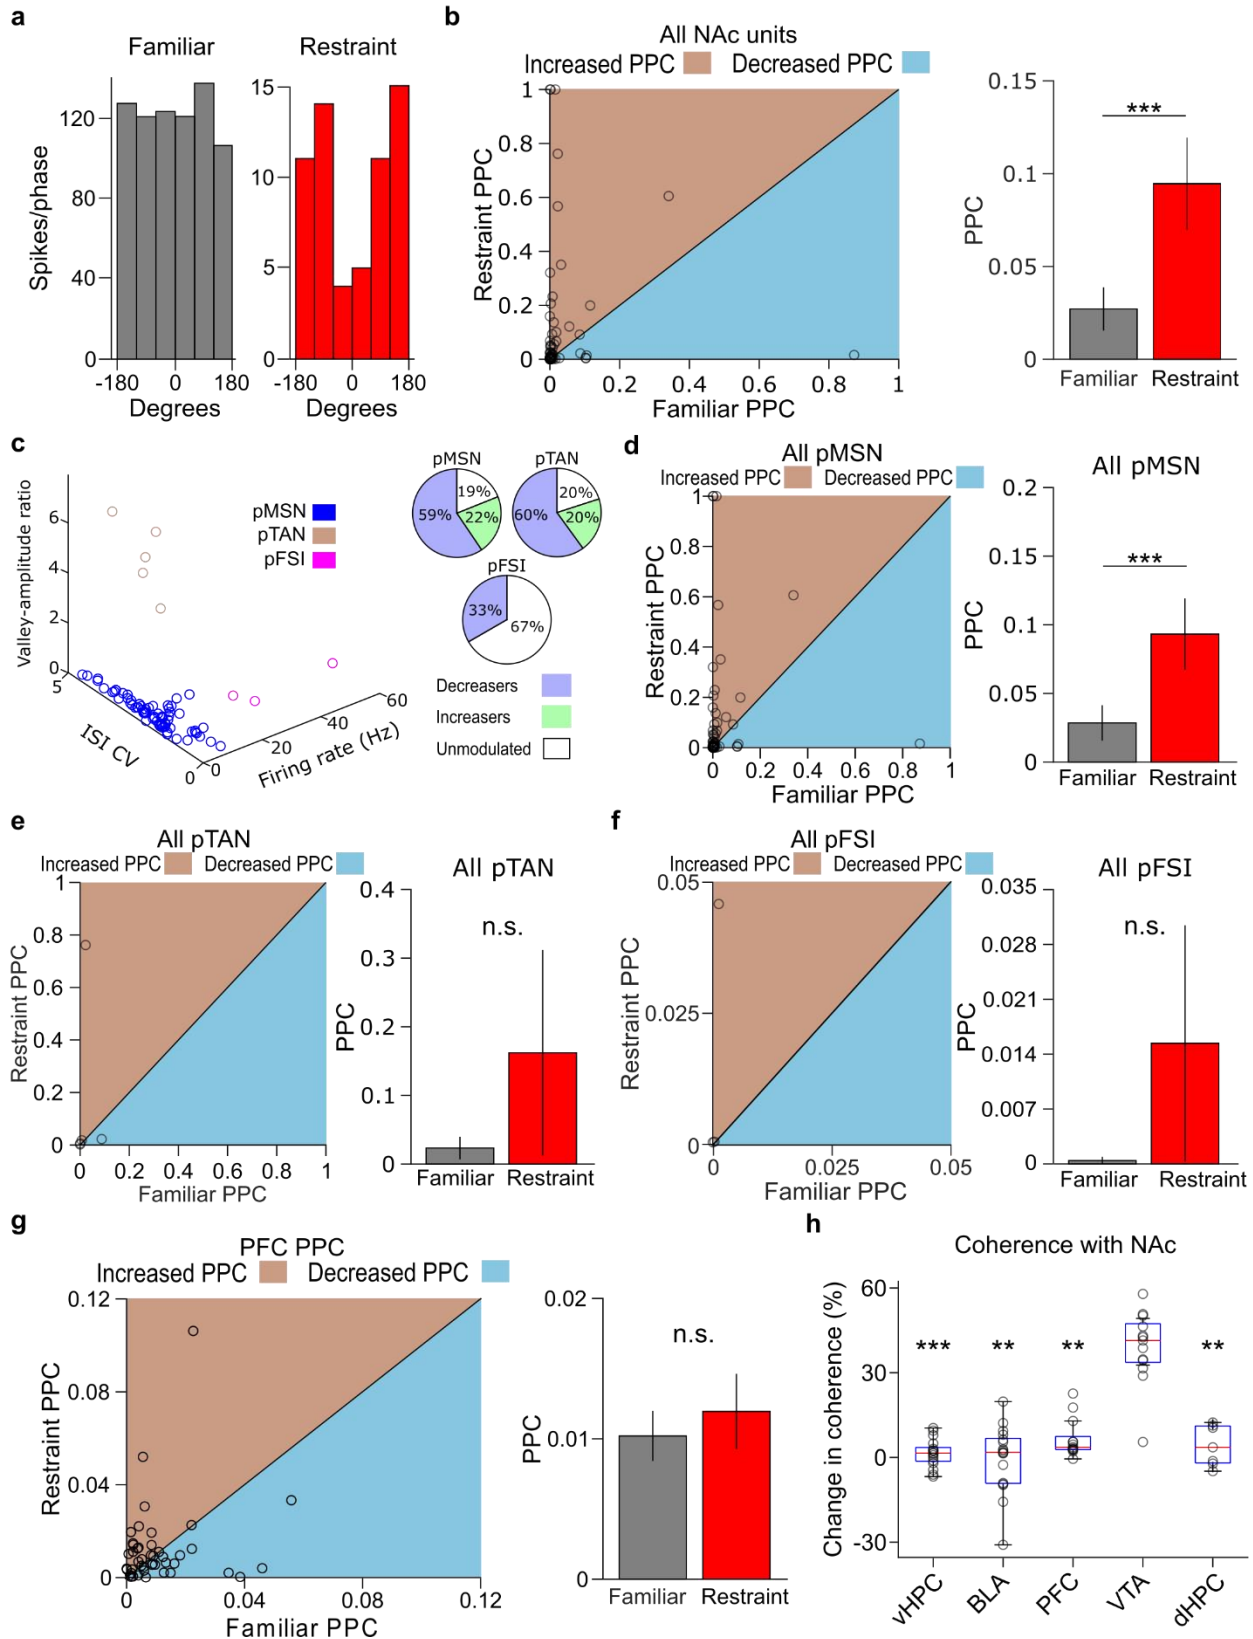 a
Familiar
Restraint
Spikes/phase
120
80
40
0
-180 0 180
Degrees
15
10
5
0
-180 0 180
Degrees
b
All NAc units
Increased PPC
Decreased PPC
Restraint PPC
1
0.8
0.6
0.4
0.2
0
0 0.2 0.4 0.6 0.8 1
Familiar PPC
PPC
0.15
0.1
0.05
0
***
Familiar Restraint
c
Valley-amplitude ratio
6
4
2
0
5
ISI CV
0
0
20
40
60
Firing rate (Hz)
pMSN
pTAN
pFSI
pMSN
19%
59%
22%
pTAN
20%
60%
20%
pFSI
33%
67%
Decreasers
Increasers
Unmodulated
d
All pMSN
Increased PPC
Decreased PPC
Restraint PPC
1
0.8
0.6
0.4
0.2
0
0 0.2 0.4 0.6 0.8 1
Familiar PPC
All pMSN
PPC
0.2
0.15
0.1
0.05
0
***
Familiar Restraint
e
All pTAN
Increased PPC
Decreased PPC
Restraint PPC
1
0.8
0.6
0.4
0.2
0
0 0.2 0.4 0.6 0.8 1
Familiar PPC
All pTAN
PPC
0.4
0.3
0.2
0.1
0
n.s.
Familiar Restraint
f
All pFSI
Increased PPC
Decreased PPC
Restraint PPC
0.05
0.025
0
0 0.025 0.05
Familiar PPC
All pFSI
PPC
0.035
0.028
0.021
0.014
0.007
0
n.s.
Familiar Restraint
g
PFC PPC
Increased PPC
Decreased PPC
Restraint PPC
0.12
0.08
0.04
0
0 0.04 0.08 0.12
Familiar PPC
PPC
0.02
0.01
0
n.s.
Familiar Restraint
h
Coherence with NAc
Change in coherence (%)
60
30
0
-30
*** ** ** **
vHPC BLA PFC VTA dHPC